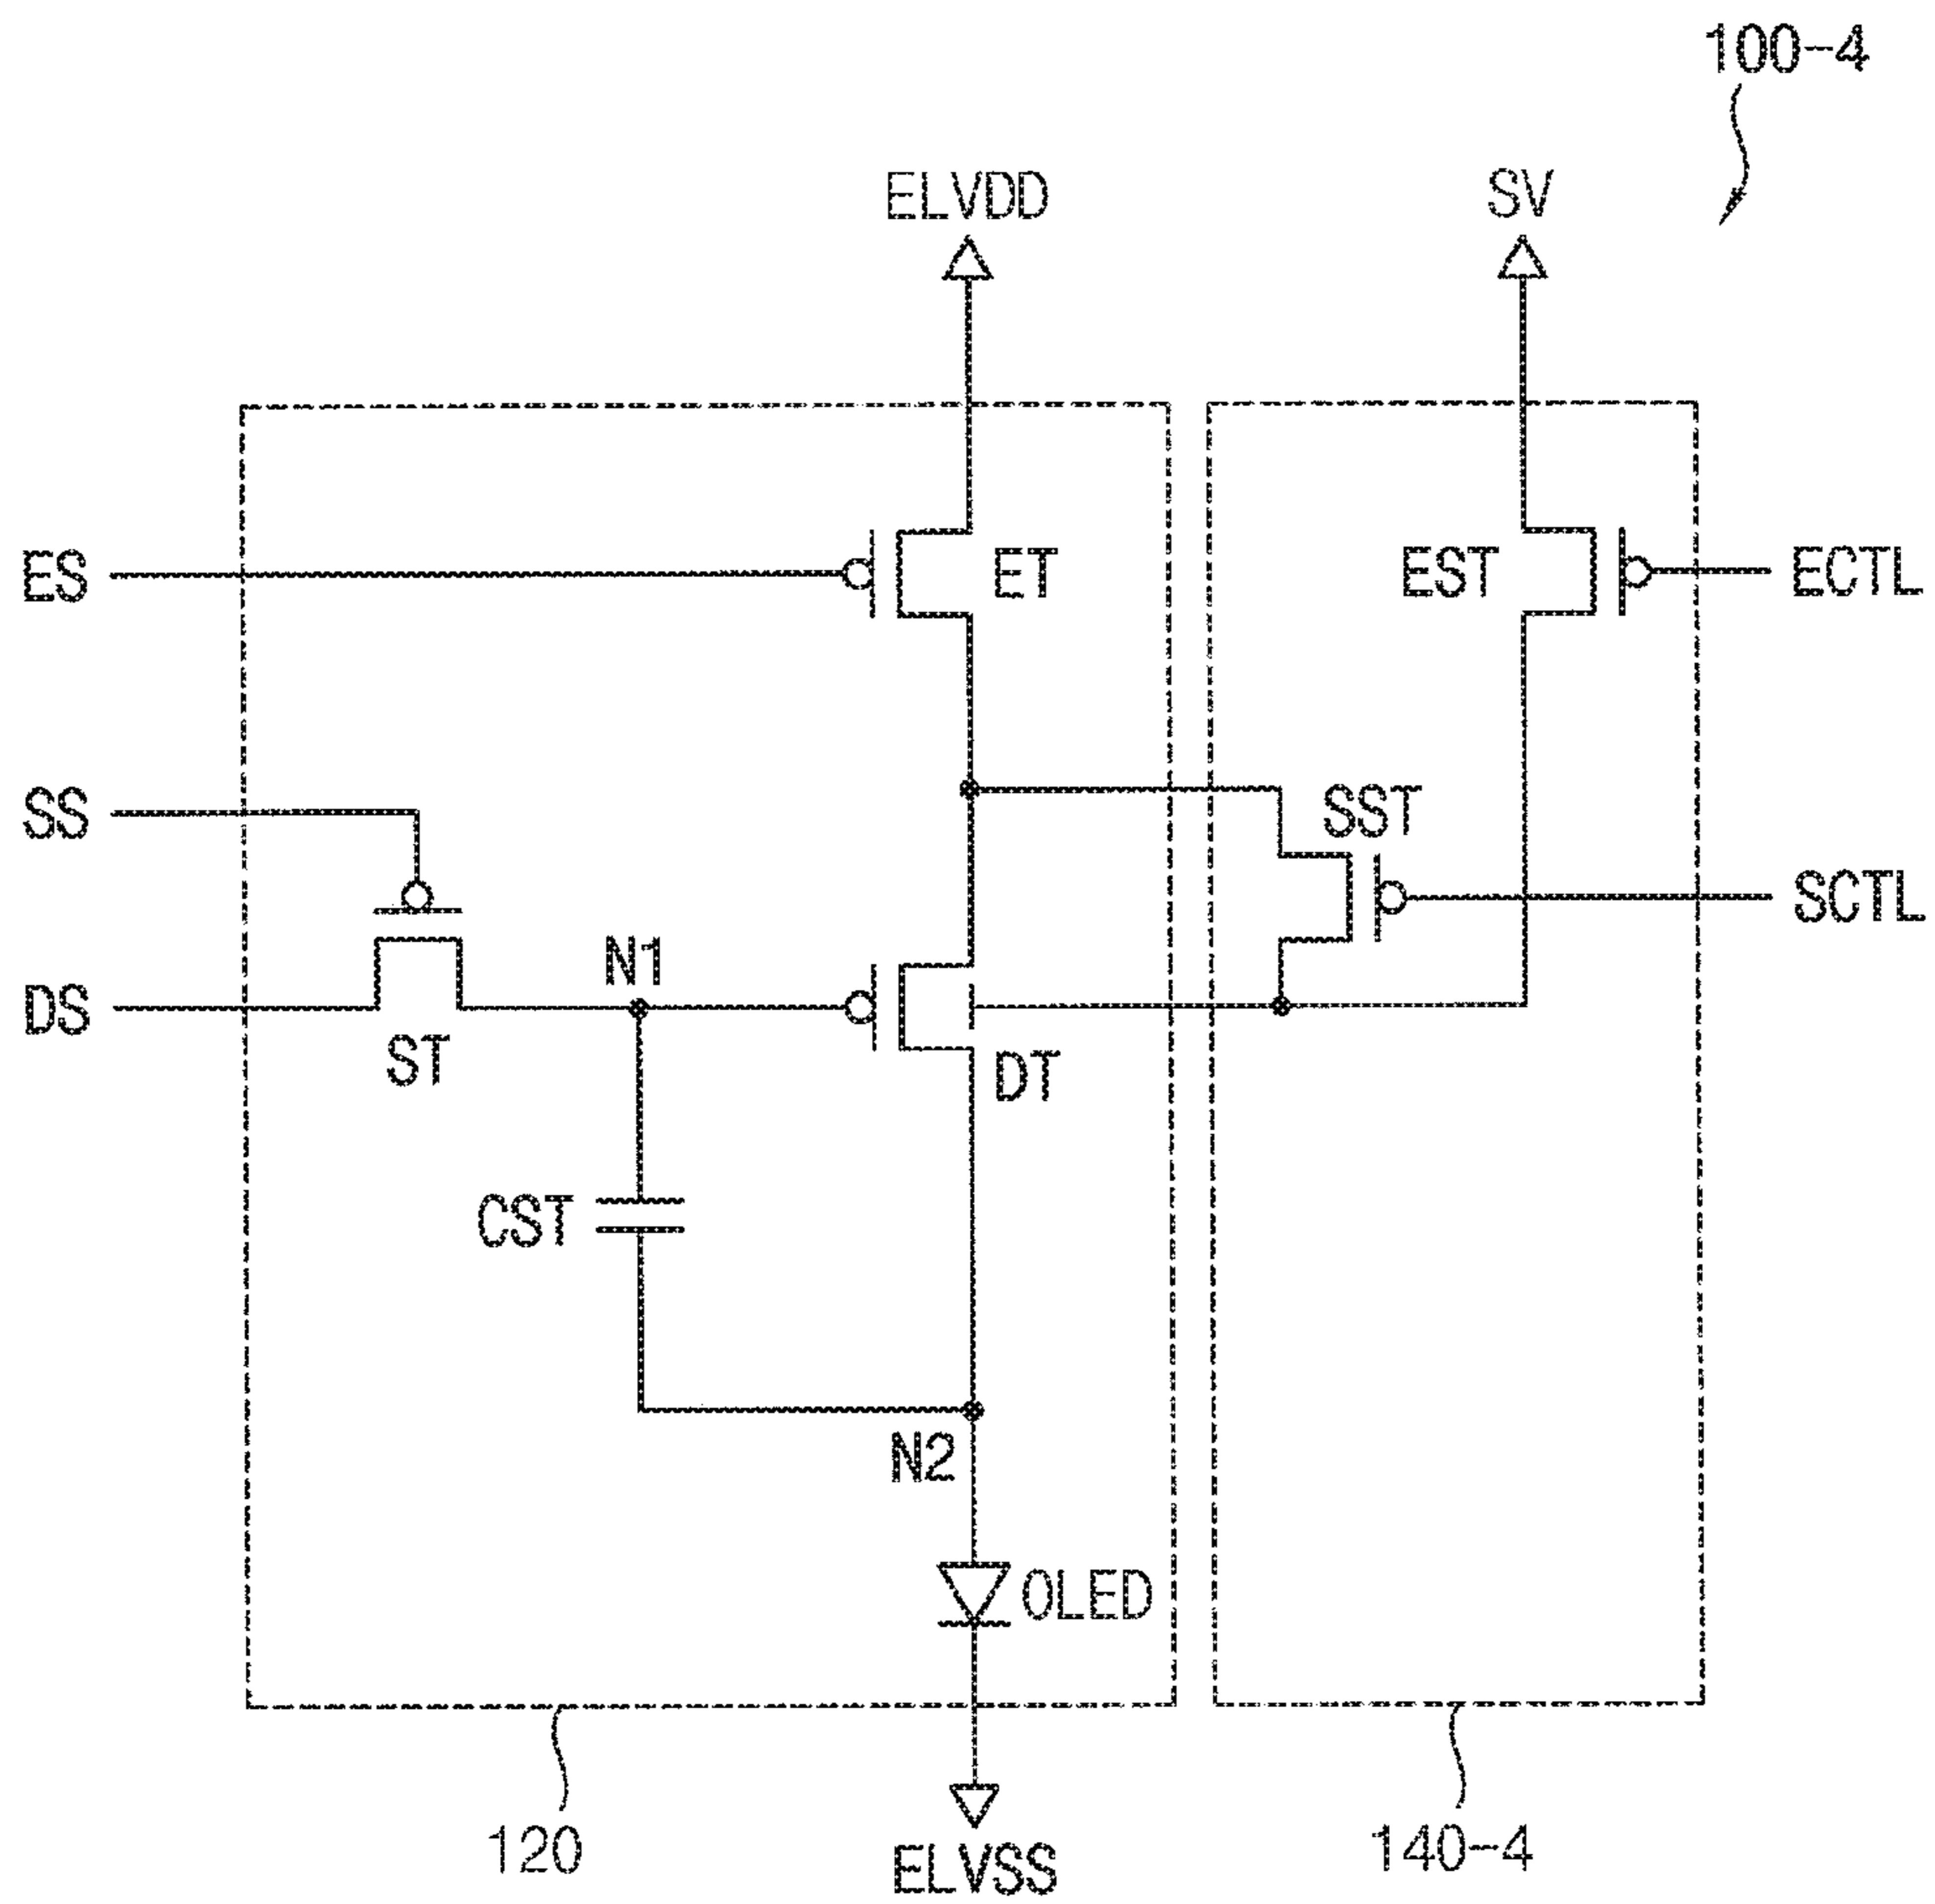 100-4
ELVDD
SV
ES
ET
EST
ECTL
SS
SST
SCTL
N1
DS
ST
DT
CST
N2
OLED
120
140-4
ELVSS